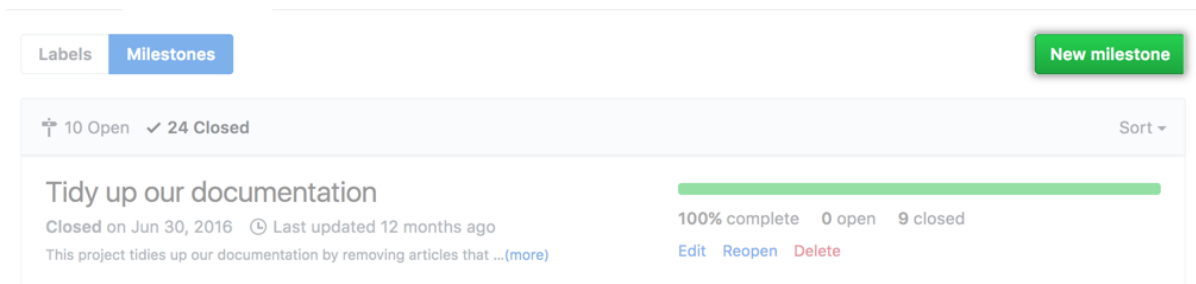 Labels Milestones New milestone
10 Open 24 Closed Sort
Tidy up our documentation
100% complete 0 open 9 closed
Closed on Jun 30, 2016 Last updated 12 months ago
This project tidies up our documentation by removing articles that ...(more)
Edit Reopen Delete